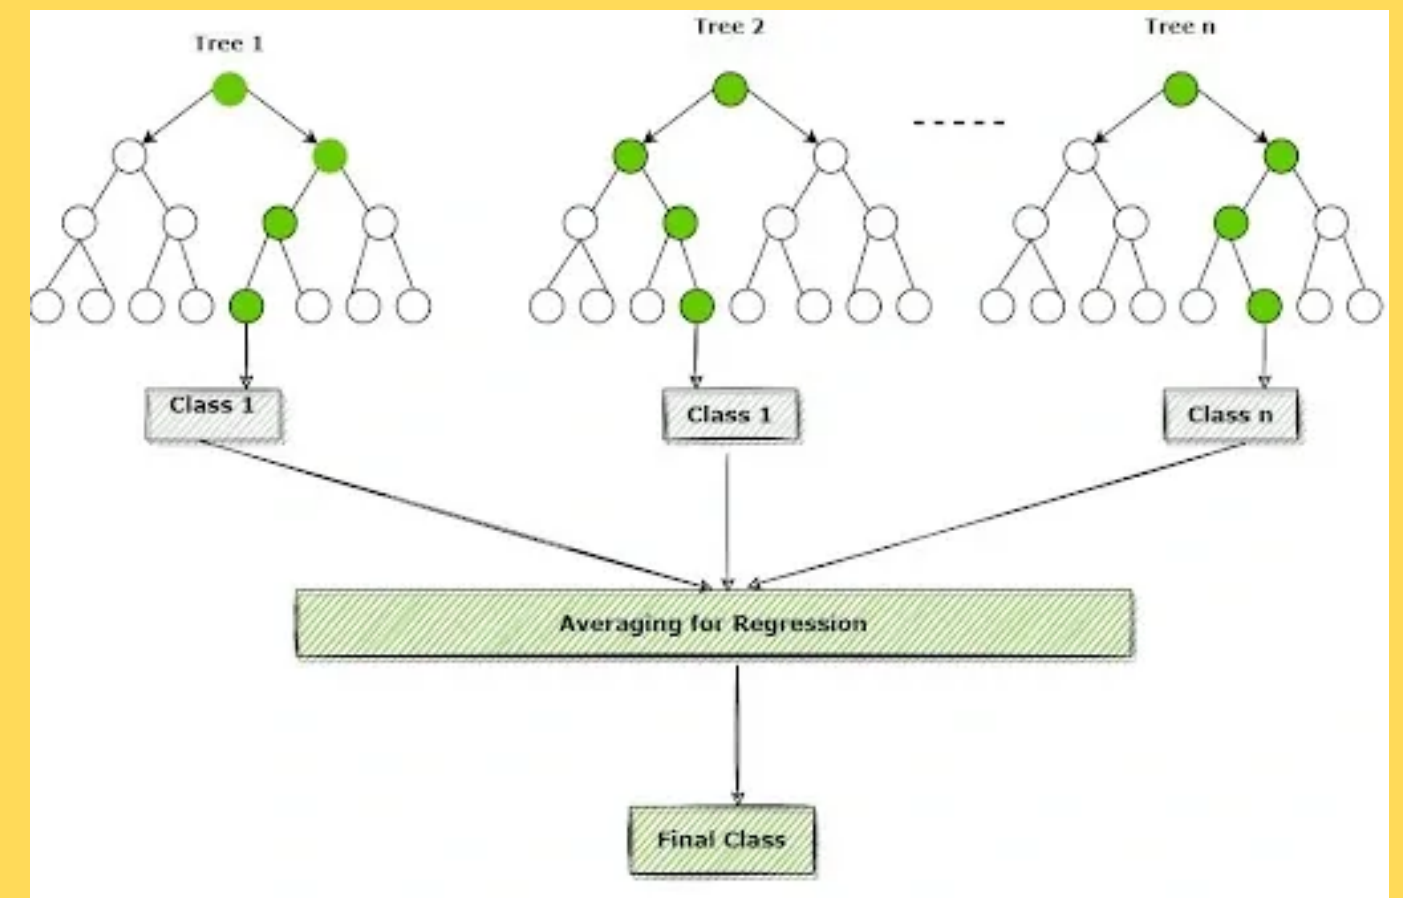 Tree 1
Tree 2
Tree n
Class 1
Class 1
Class n
Averaging for Regression
Final Class